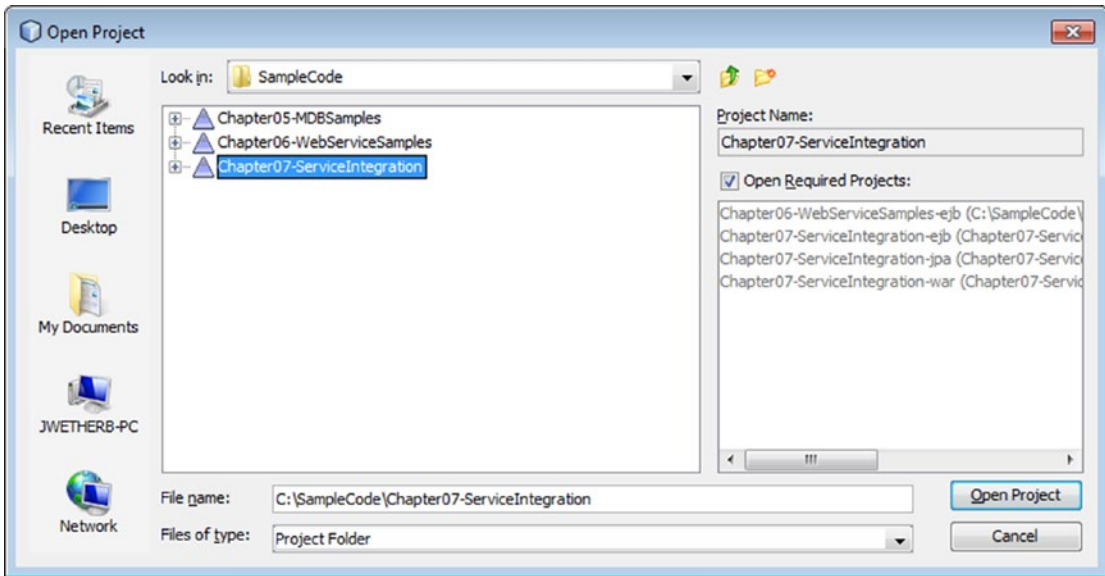 Open Project
Look in: SampleCode
Recent Items
Desktop
My Documents
JWETHERB-PC
Network
Chapter05-MDBSamples
Chapter06-WebServiceSamples
Chapter07-ServiceIntegration
Project Name:
Chapter07-ServiceIntegration
Open Required Projects:
Chapter06-WebServiceSamples-ejb (C:\SampleCode\
Chapter07-ServiceIntegration-ejb (Chapter07-Servic
Chapter07-ServiceIntegration-jpa (Chapter07-Servic
Chapter07-ServiceIntegration-war (Chapter07-Servic
File name: C:\SampleCode\Chapter07-ServiceIntegration
Files of type: Project Folder
Open Project
Cancel